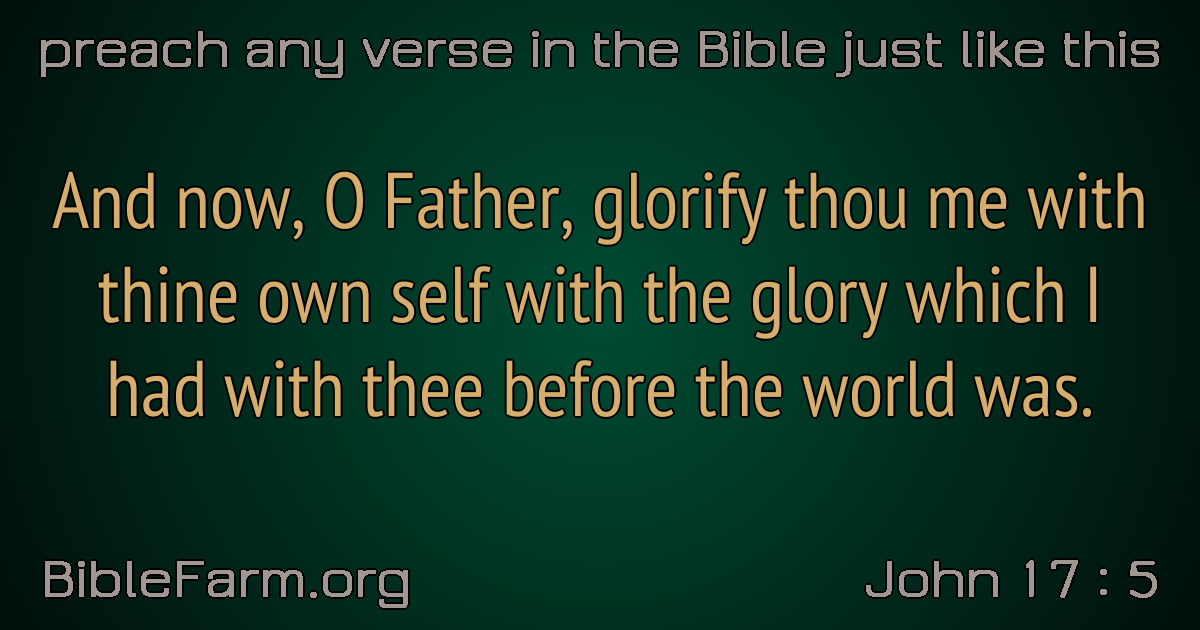 preach any verse in the Bible just like this
And now, O Father, glorify thou me with
thine own self with the glory which I
had with thee before the world was.
BibleFarm.org
John 17 : 5